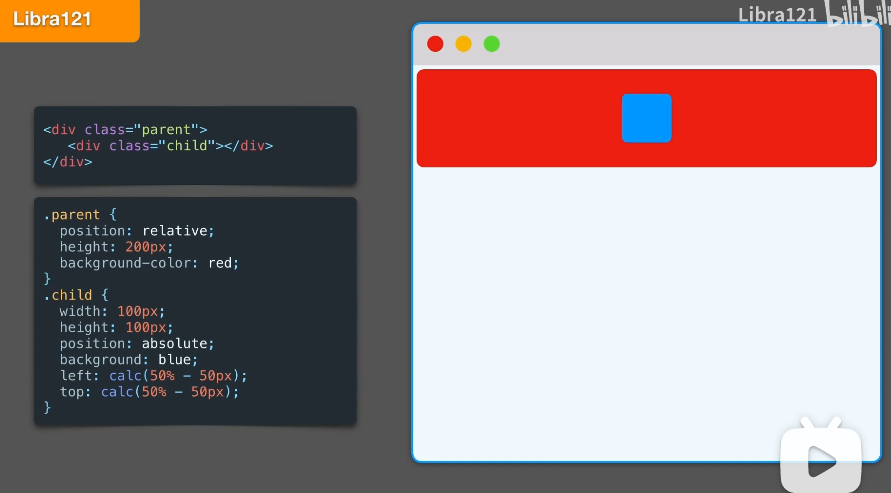 Libra121
Libra121 bilibili
<div class="parent">
   <div class="child"></div>
</div>
.parent {
  position: relative;
  height: 200px;
  background-color: red;
}
.child {
  width: 100px;
  height: 100px;
  position: absolute;
  background: blue;
  left: calc(50% - 50px);
  top: calc(50% - 50px);
}